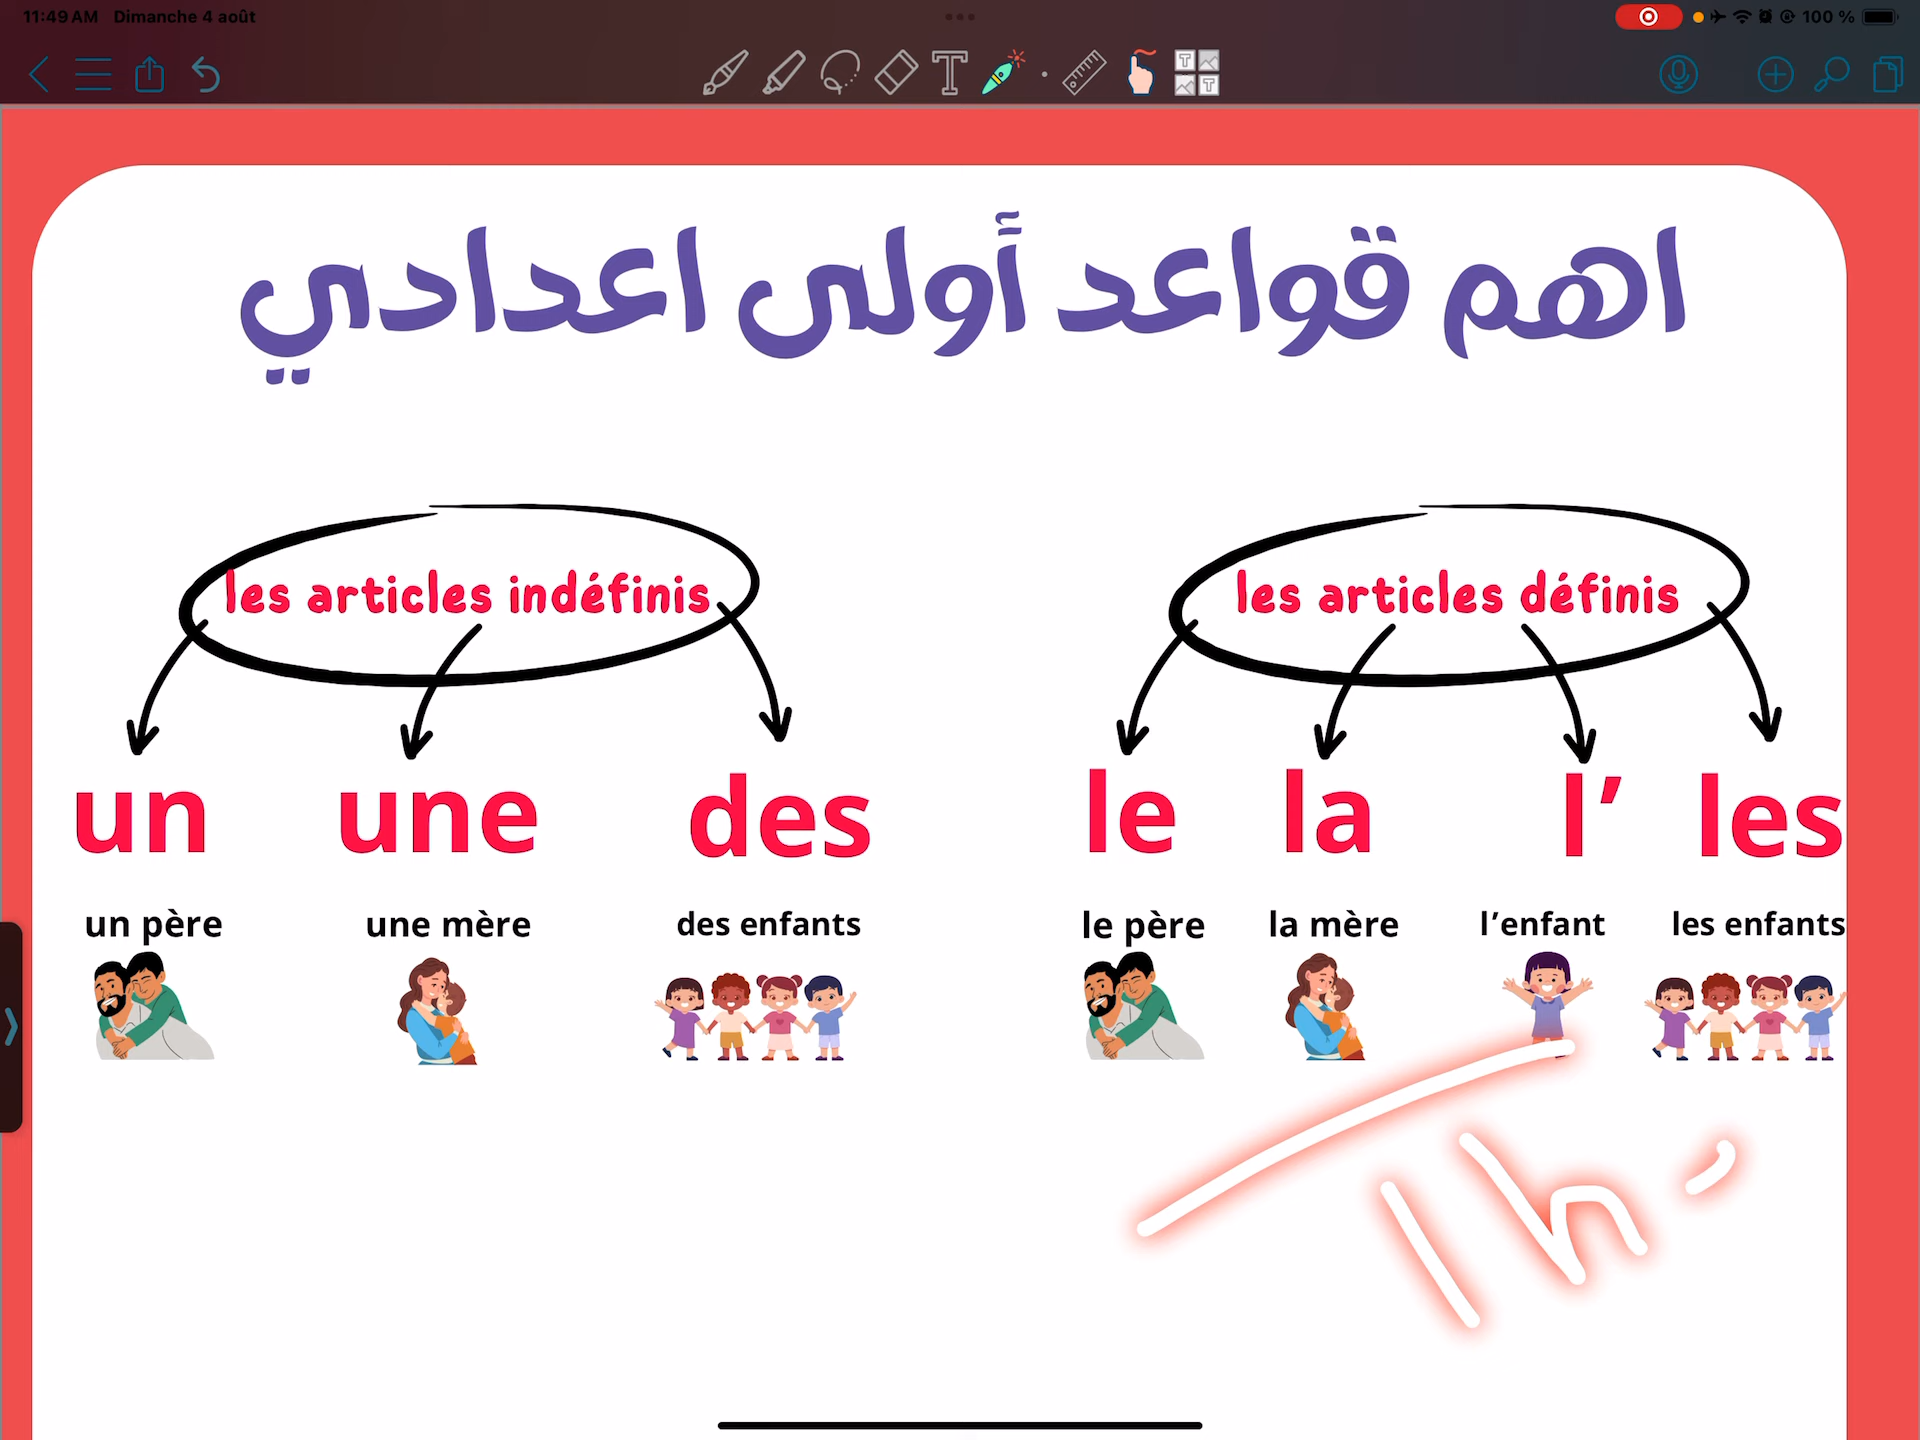 11:49 AM Dimanche 4 août
100 %
اهم قواعد أولى اعدادي
les articles indéfinis
les articles définis
un une des
le la l’ les
un père une mère des enfants
le père la mère l’enfant les enfants